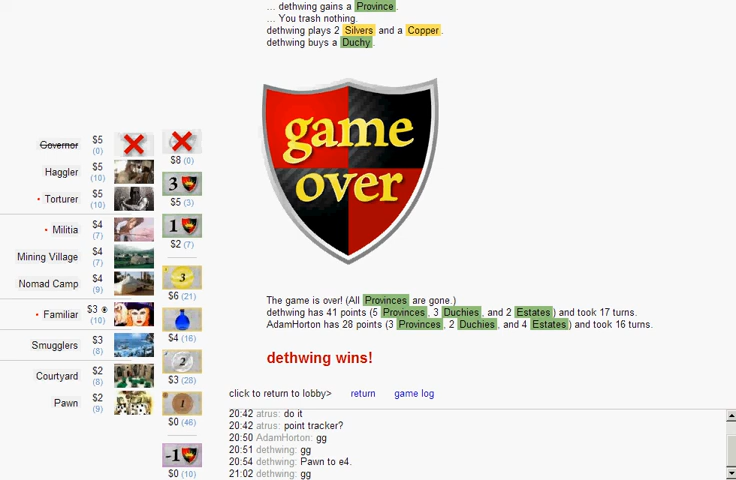 ... dethwing gains a Province.
... You trash nothing.
dethwing plays 2 Silvers and a Copper.
dethwing buys a Duchy.
game
over
Governor $5 (0)
Haggler $5 (10)
• Torturer $5 (10)
• Militia $4 (7)
Mining Village $4 (7)
Nomad Camp $4 (9)
• Familiar $3 (10)
Smugglers $3 (8)
Courtyard $2 (8)
Pawn $2 (9)
$8 (0)
3
$5 (3)
1
$2 (7)
3
$6 (21)
$4 (16)
2
$3 (28)
1
$0 (46)
-1
$0 (10)
The game is over! (All Provinces are gone.)
dethwing has 41 points (5 Provinces, 3 Duchies, and 2 Estates) and took 17 turns.
AdamHorton has 28 points (3 Provinces, 2 Duchies, and 4 Estates) and took 16 turns.
dethwing wins!
click to return to lobby> return game log
20:42 atrus: do it
20:42 atrus: point tracker?
20:50 AdamHorton: gg
20:51 dethwing: gg
20:54 dethwing: Pawn to e4.
21:02 dethwing: gg